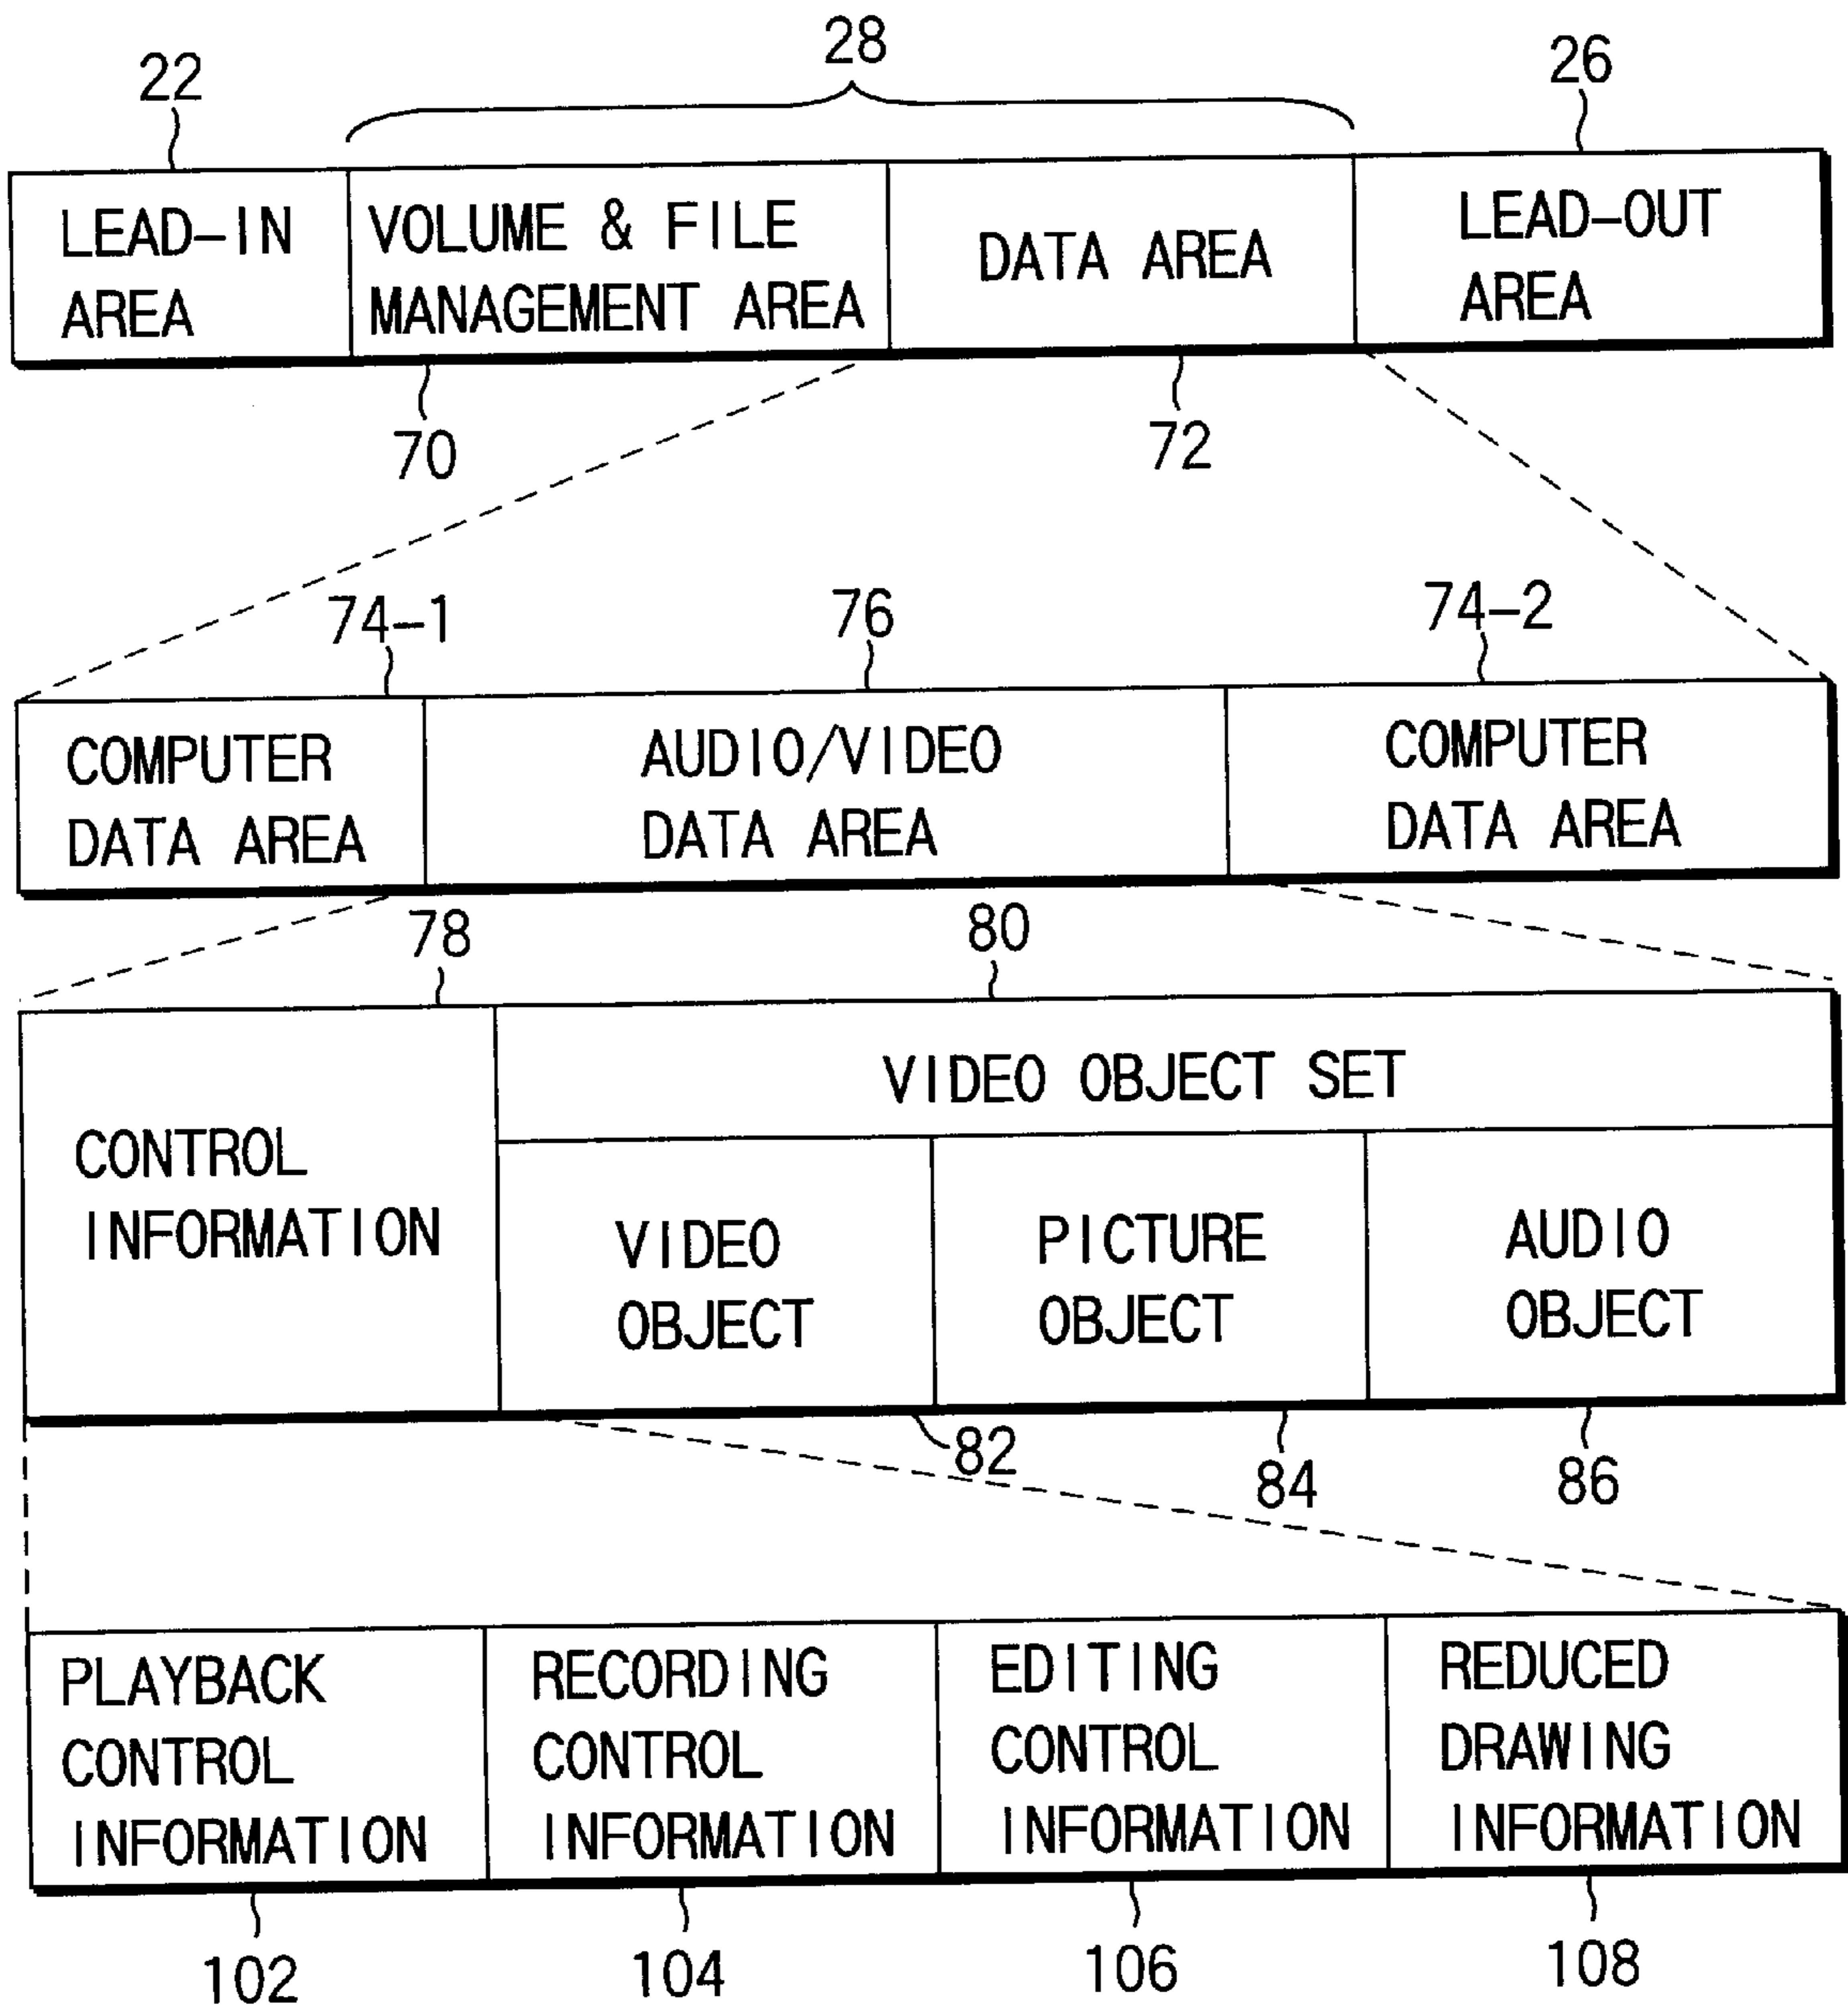 22
28
26
LEAD-IN
AREA
VOLUME & FILE
MANAGEMENT AREA
DATA AREA
LEAD-OUT
AREA
70
72
74-1
76
74-2
COMPUTER
DATA AREA
AUDIO/VIDEO
DATA AREA
COMPUTER
DATA AREA
78
80
CONTROL
INFORMATION
VIDEO OBJECT SET
VIDEO
OBJECT
PICTURE
OBJECT
AUDIO
OBJECT
82
84
86
PLAYBACK
CONTROL
INFORMATION
RECORDING
CONTROL
INFORMATION
EDITING
CONTROL
INFORMATION
REDUCED
DRAWING
INFORMATION
102
104
106
108